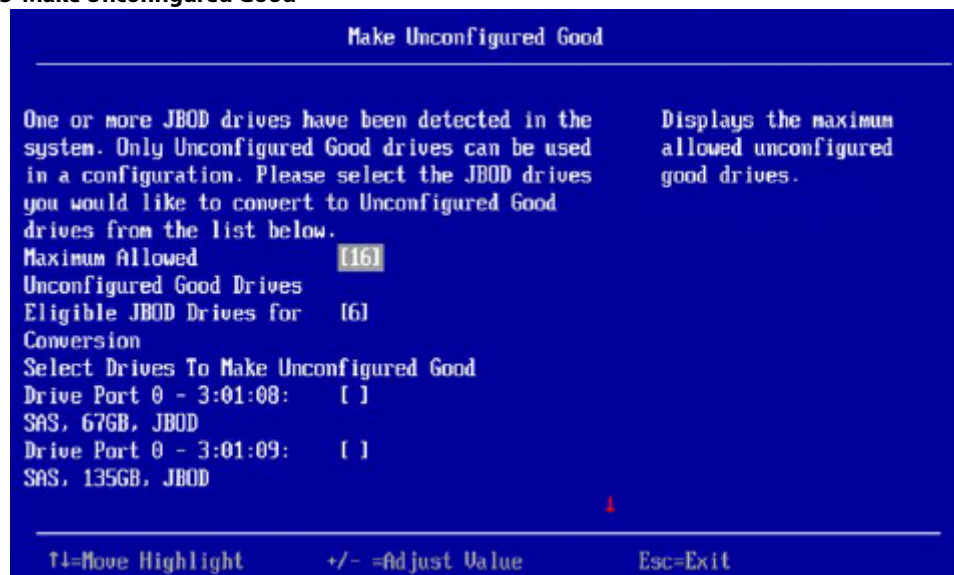 Make Unconfigured Good
One or more JBOD drives have been detected in the
system. Only Unconfigured Good drives can be used
in a configuration. Please select the JBOD drives
you would like to convert to Unconfigured Good
drives from the list below.
Displays the maximum
allowed unconfigured
good drives.
Maximum Allowed [16]
Unconfigured Good Drives
Eligible JBOD Drives for [6]
Conversion
Select Drives To Make Unconfigured Good
Drive Port 0 - 3:01:08: [ ]
SAS, 67GB, JBOD
Drive Port 0 - 3:01:09: [ ]
SAS, 135GB, JBOD
↓
↑↓=Move Highlight +/- =Adjust Value Esc=Exit